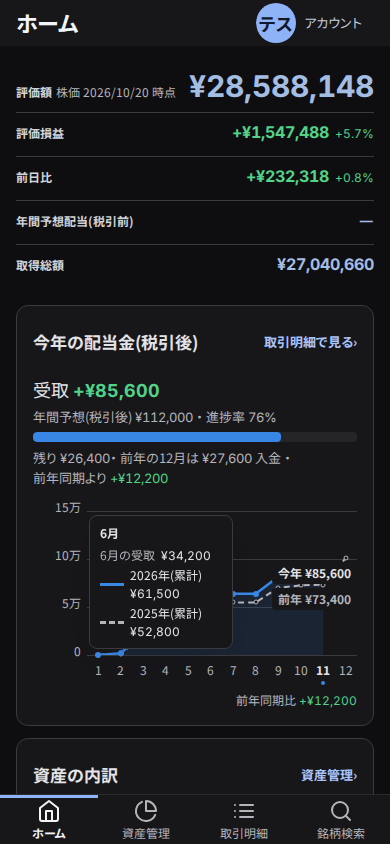 ホーム
テス アカウント
評価額 株価 2026/10/20 時点 ¥28,588,148
評価損益 +¥1,547,488 +5.7%
前日比 +¥232,318 +0.8%
年間予想配当(税引前) —
取得総額 ¥27,040,660
今年の配当金(税引後) 取引明細で見る›
受取 +¥85,600
年間予想(税引後) ¥112,000・進捗率 76%
残り ¥26,400・前年の12月は ¥27,600 入金・
前年同期より +¥12,200
15万
10万
5万
0
6月
6月の受取 ¥34,200
2026年(累計)
¥61,500
2025年(累計)
¥52,800
今年 ¥85,600
前年 ¥73,400
1 2 3 4 5 6 7 8 9 10 11 12
前年同期比 +¥12,200
資産の内訳 資産管理›
ホーム 資産管理 取引明細 銘柄検索